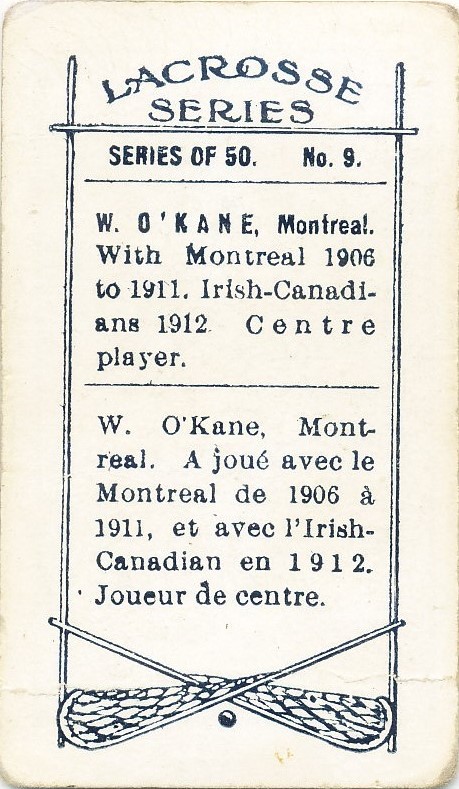 LACROSSE
SERIES
SERIES OF 50. No. 9.
W. O'KANE, Montreal.
With Montreal 1906
to 1911. Irish-Canadi-
ans 1912 Centre
player.
W. O'Kane, Mont-
real. A joué avec le
Montreal de 1906 à
1911, et avec l'Irish-
Canadian en 1912.
Joueur de centre.